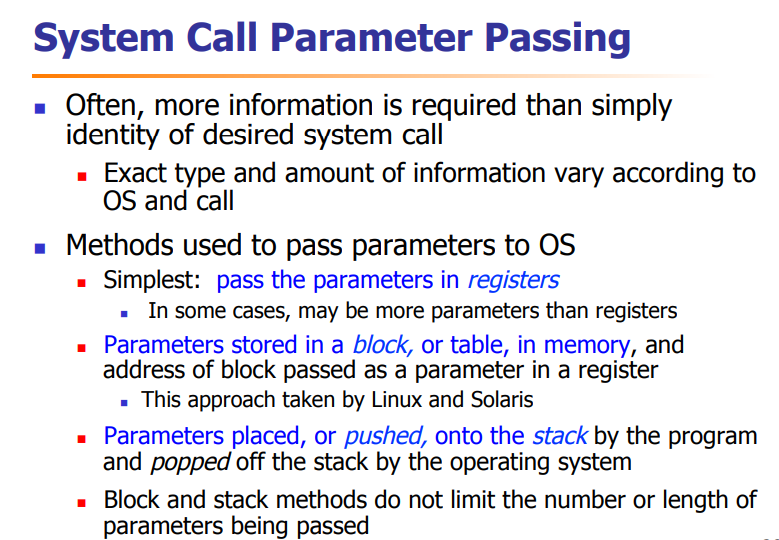 System Call Parameter Passing
Often, more information is required than simply
identity of desired system call
Exact type and amount of information vary according to
OS and call
Methods used to pass parameters to OS
Simplest:  pass the parameters in registers
In some cases, may be more parameters than registers
Parameters stored in a block, or table, in memory, and
address of block passed as a parameter in a register
This approach taken by Linux and Solaris
Parameters placed, or pushed, onto the stack by the program
and popped off the stack by the operating system
Block and stack methods do not limit the number or length of
parameters being passed